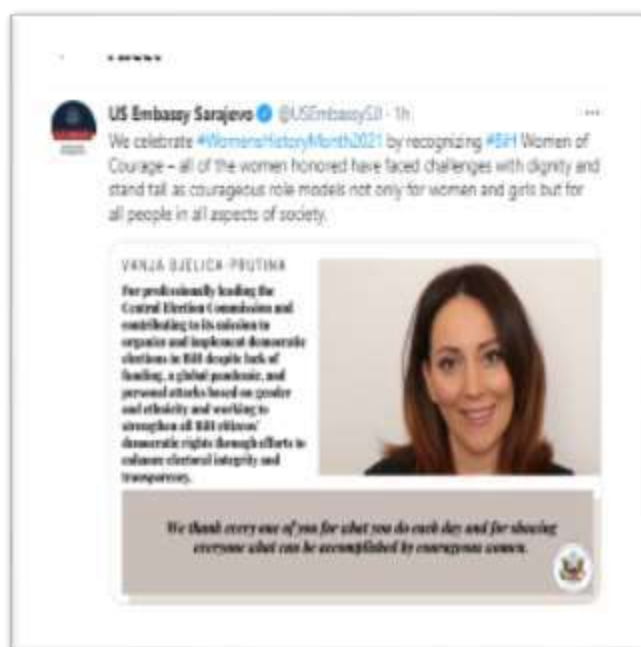 US Embassy Sarajevo @USEmbassySJJ · 1h
We celebrate #WomensHistoryMonth2021 by recognizing #BiH Women of
Courage – all of the women honored have faced challenges with dignity and
stand tall as courageous role models not only for women and girls but for
all people in all aspects of society.
VANJA BJELICA-PRUTINA
For professionally leading the
Central Election Commission and
contributing to its mission to
organize and implement democratic
elections in BiH despite lack of
funding, a global pandemic, and
personal attacks based on gender
and ethnicity and working to
strengthen all BiH citizens'
democratic rights through efforts to
enhance electoral integrity and
transparency.
We thank every one of you for what you do each day and for showing
everyone what can be accomplished by courageous women.